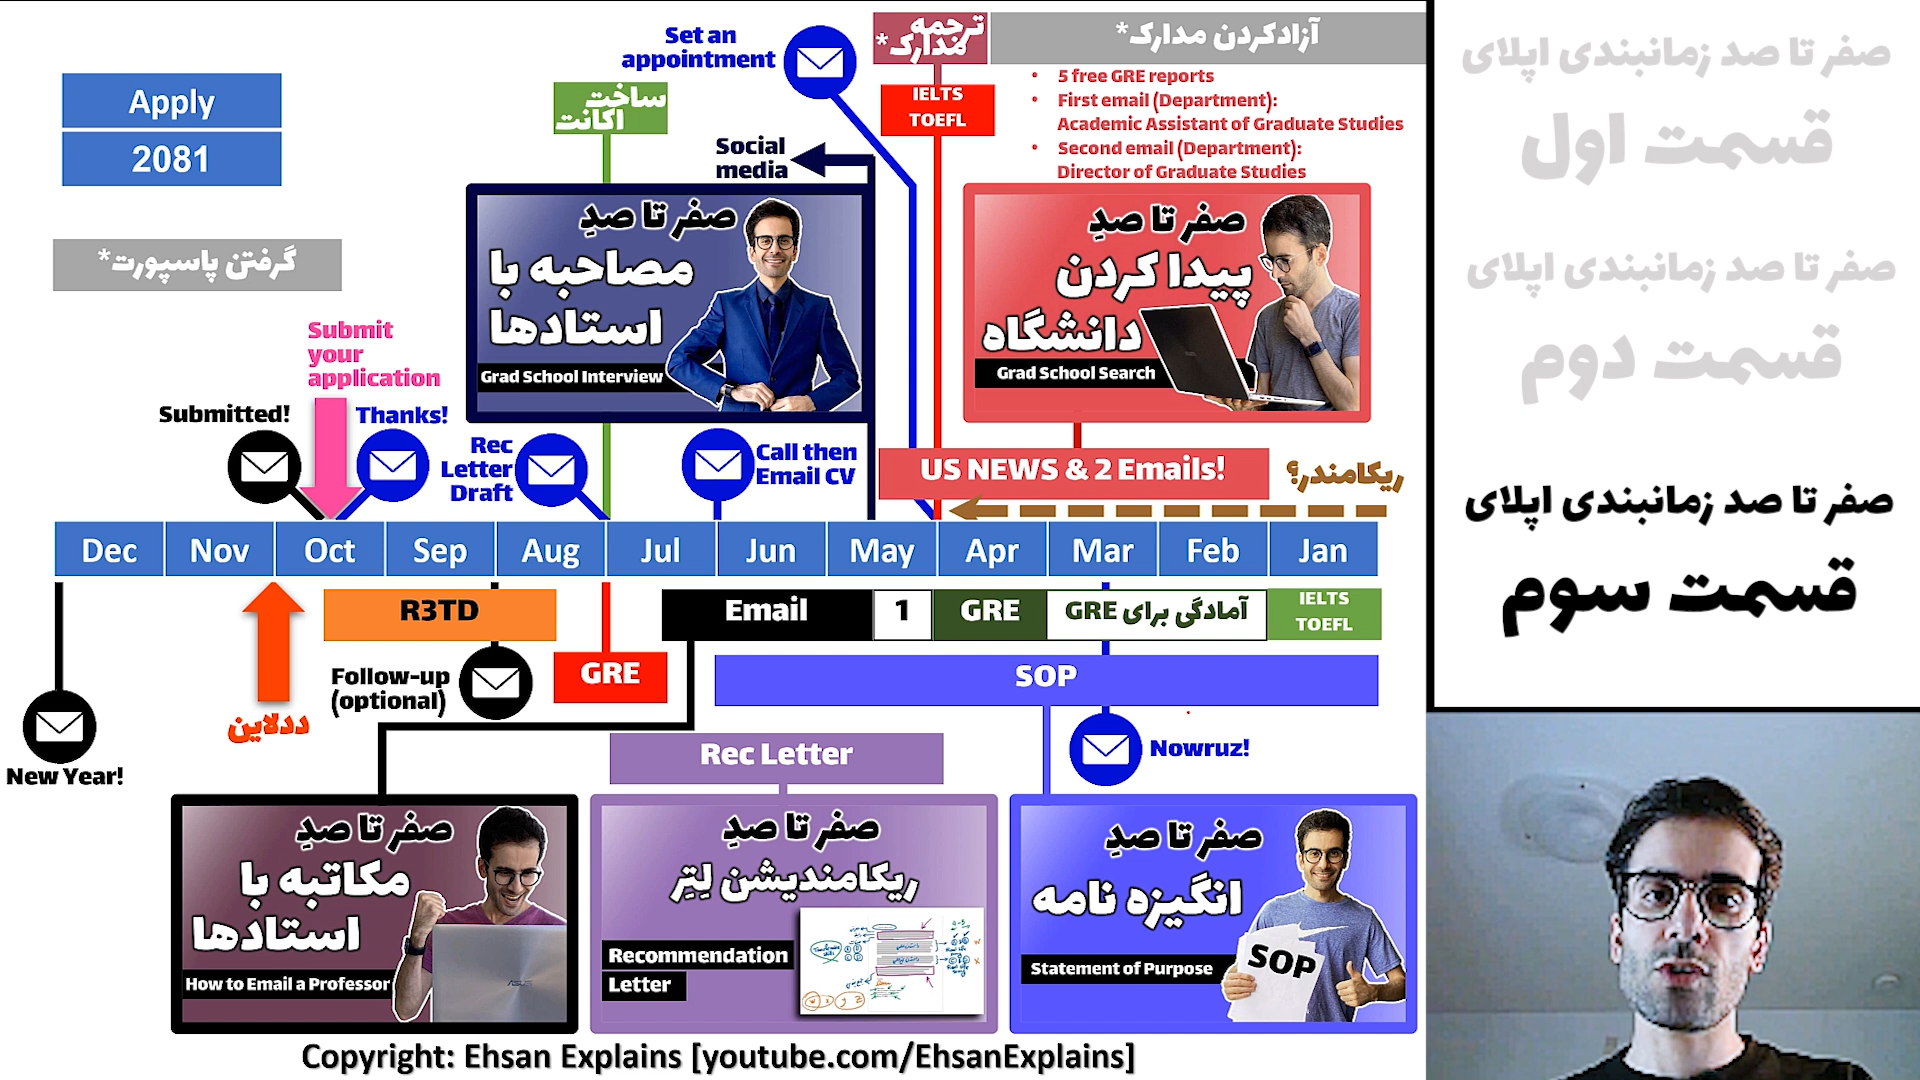 Apply
2081
گرفتن پاسپورت*
Set an
appointment
ساخت
اکانت
Social
media
ترجمه
مدارک*
IELTS
TOEFL
آزادکردن مدارک*
• 5 free GRE reports
• First email (Department):
Academic Assistant of Graduate Studies
• Second email (Department):
Director of Graduate Studies
صفر تا صدِ
مصاحبه با
استادها
Grad School Interview
صفر تا صدِ
پیدا کردن
دانشگاه
Grad School Search
Submit
your
application
Submitted!
Thanks!
Rec
Letter
Draft
Call then
Email CV
US NEWS & 2 Emails!
ریکامندر؟
Dec
Nov
Oct
Sep
Aug
Jul
Jun
May
Apr
Mar
Feb
Jan
R3TD
Email
1
GRE
آمادگی برای GRE
IELTS
TOEFL
Follow-up
(optional)
GRE
SOP
ددلاین
New Year!
Rec Letter
Nowruz!
صفر تا صدِ
مکاتبه با
استادها
How to Email a Professor
صفر تا صدِ
ریکامندیشن لِتِر
Recommendation
Letter
صفر تا صدِ
انگیزه نامه
Statement of Purpose
SOP
Copyright: Ehsan Explains [youtube.com/EhsanExplains]
صفر تا صد زمانبندی اپلای
قسمت اول
صفر تا صد زمانبندی اپلای
قسمت دوم
صفر تا صد زمانبندی اپلای
قسمت سوم